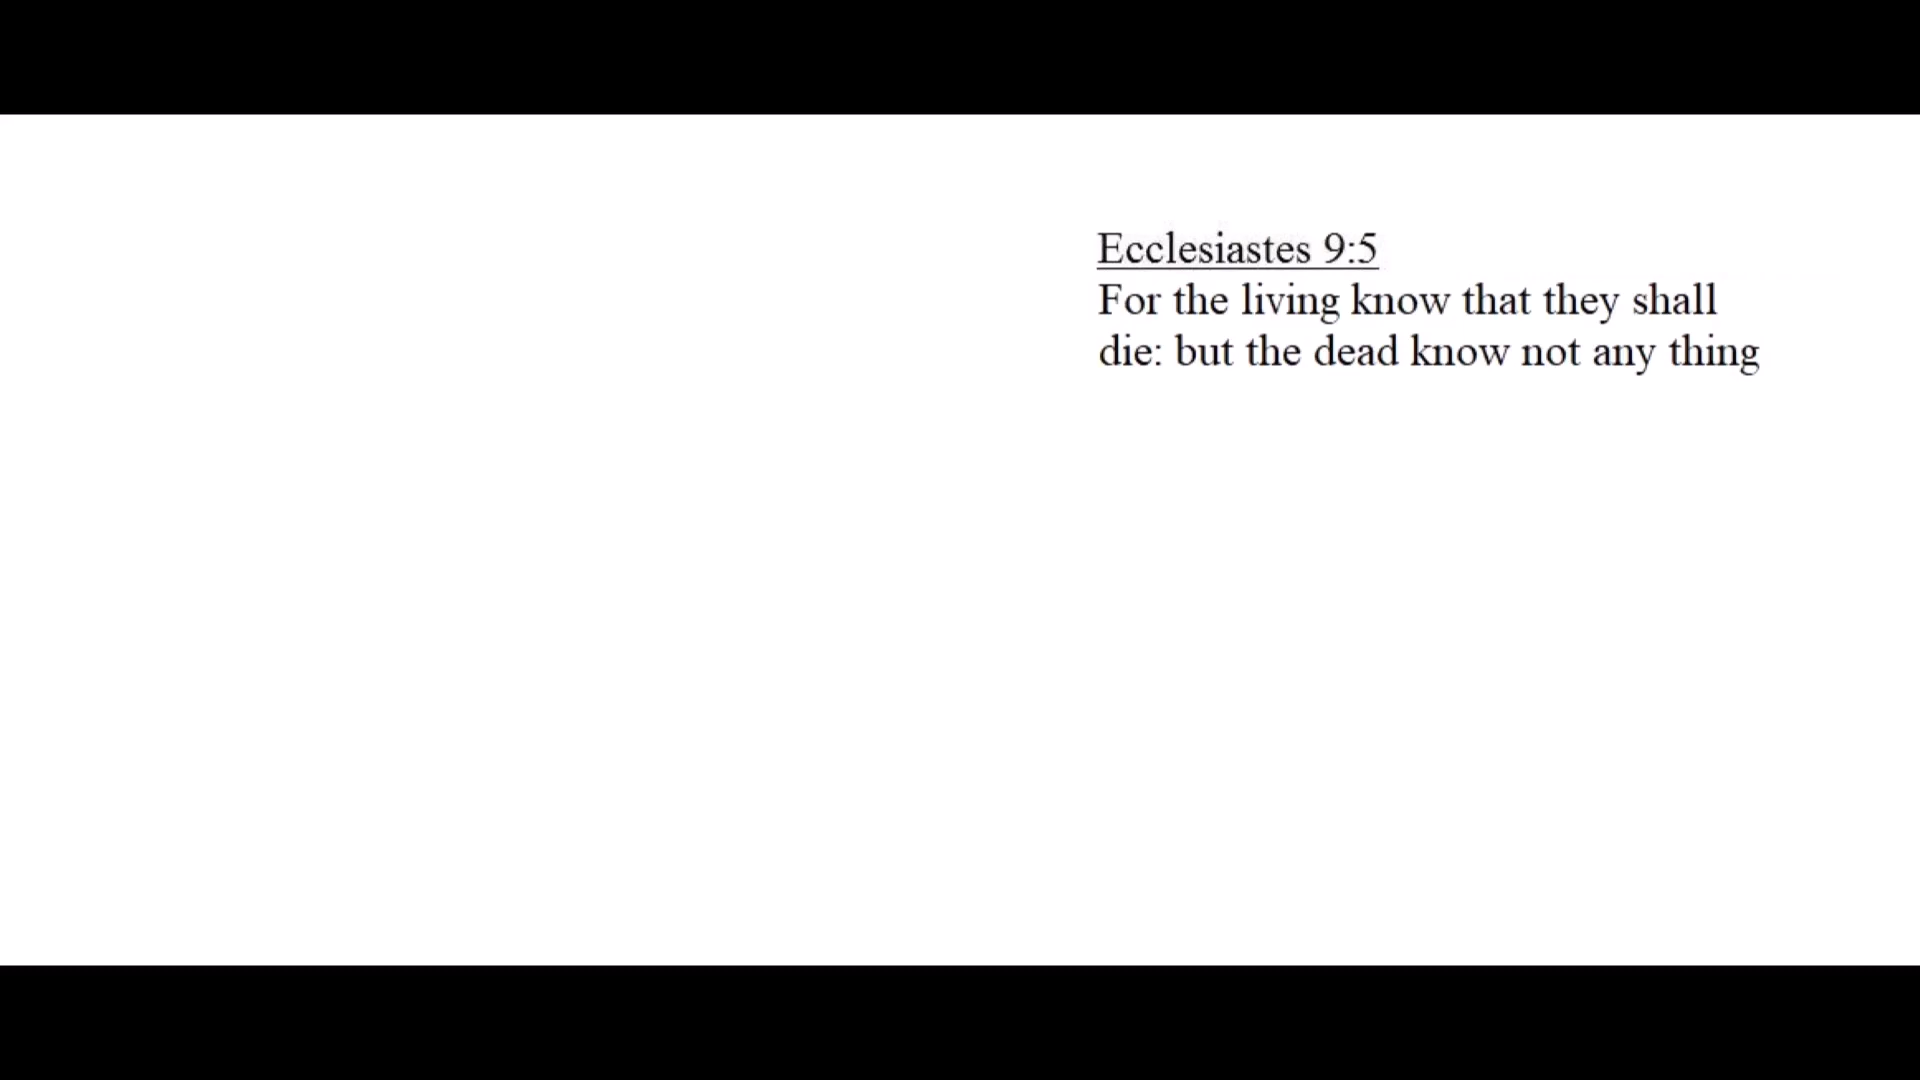 Ecclesiastes 9:5
For the living know that they shall
die: but the dead know not any thing